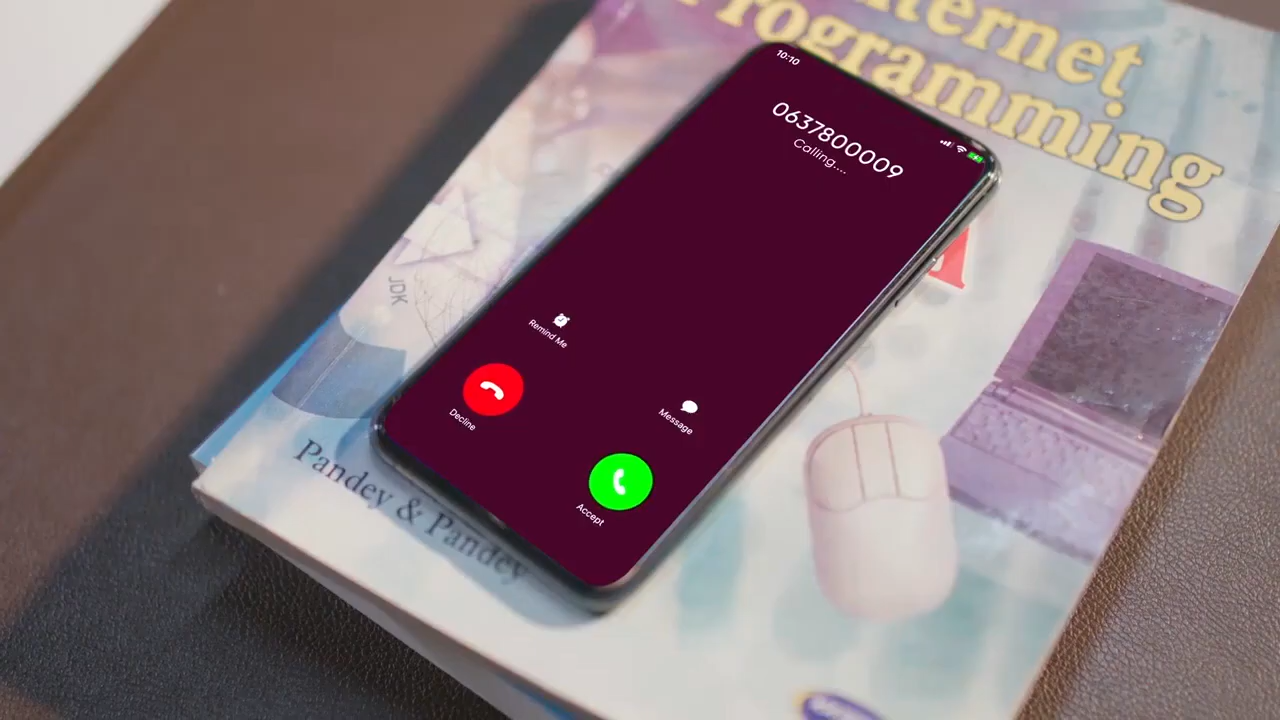 Internet
Programming
10:10
0637800009
Calling....
JDK
Remind Me
Message
Decline
Accept
Pandey & Pandey